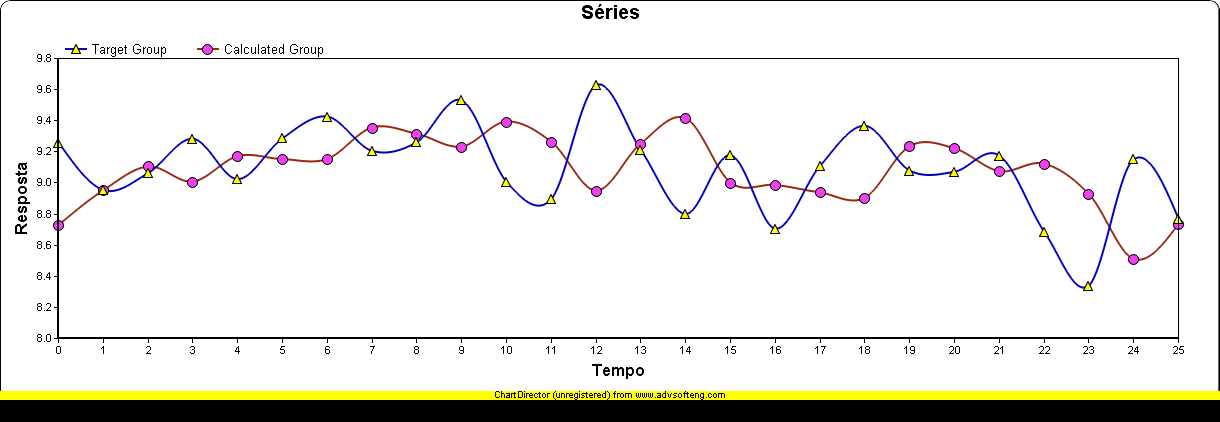 Séries
Target Group Calculated Group
9.8
9.6
9.4
9.2
9.0
8.8
8.6
8.4
8.2
8.0
Resposta
0 1 2 3 4 5 6 7 8 9 10 11 12 13 14 15 16 17 18 19 20 21 22 23 24 25
Tempo
ChartDirector (unregistered) from www.advsofteng.com